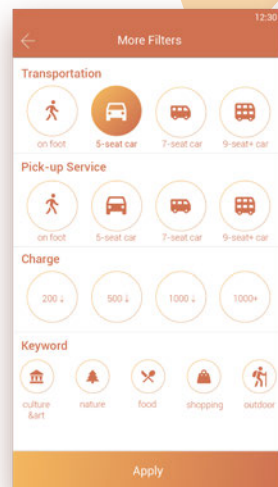 12:30
More Filters
Transportation
on foot 5-seat car 7-seat car 9-seat+ car
Pick-up Service
on foot 5-seat car 7-seat car 9-seat+ car
Charge
200 ↓ 500 ↓ 1000 ↓ 1000+
Keyword
culture nature food shopping outdoor
&art
Apply